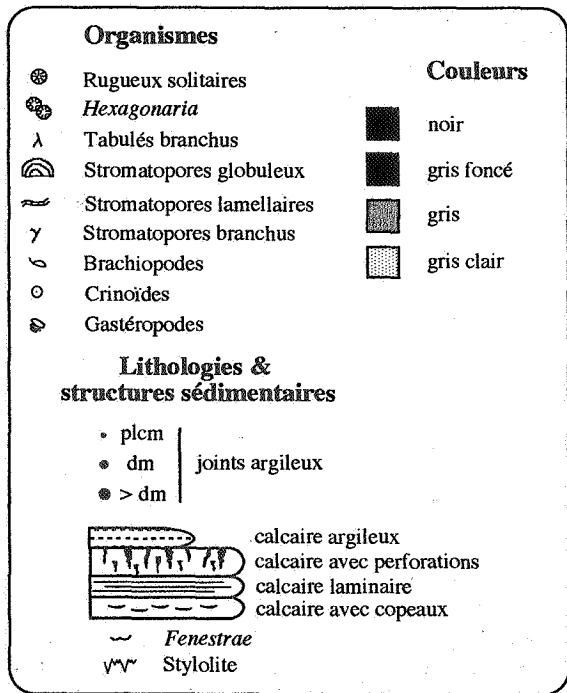 Organismes
Rugueux solitaires
Hexagonaria
Tabulés branchus
Stromatopores globuleux
Stromatopores lamellaires
Stromatopores branchus
Brachiopodes
Crinoïdes
Gastéropodes
Couleurs
noir
gris foncé
gris
gris clair
Lithologies &
structures sédimentaires
plcm
dm
> dm
joints argileux
calcaire argileux
calcaire avec perforations
calcaire laminaire
calcaire avec copeaux
Fenestrae
Stylolite